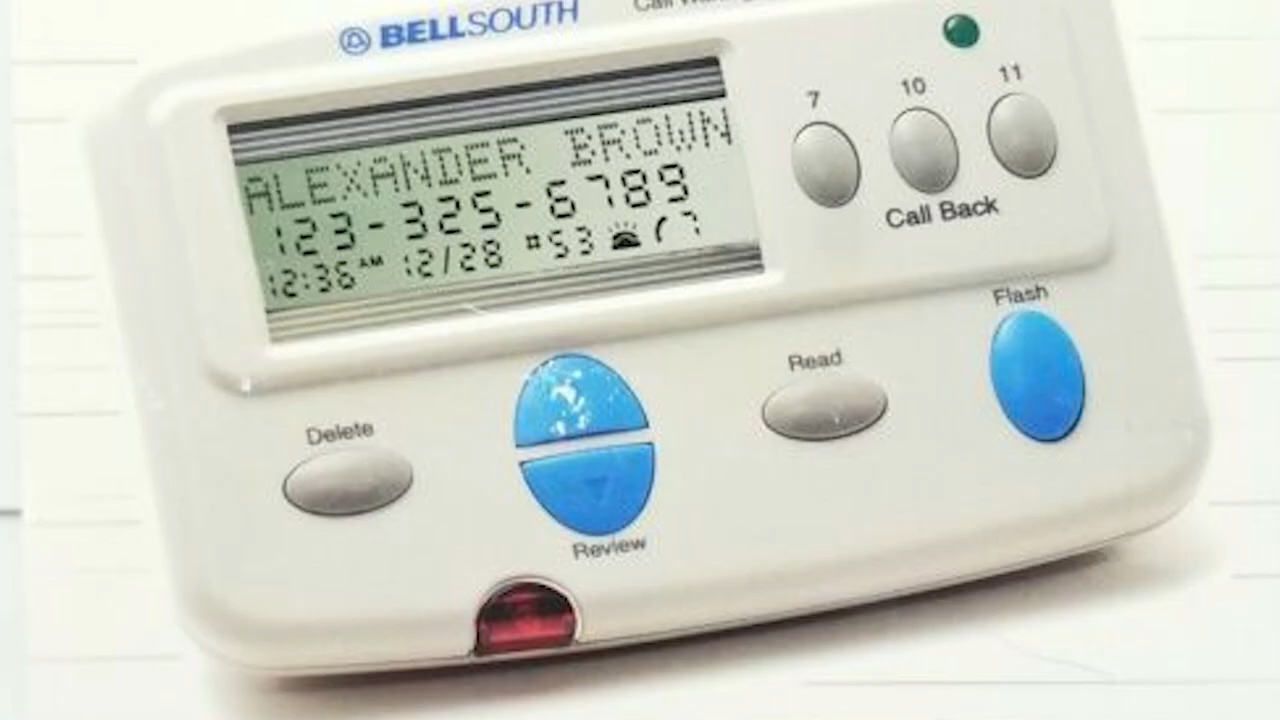 BELLSOUTH
ALEXANDER BROWN
123-325-6789
12:36 AM 12/28 #53
7 10 11
Call Back
Delete
Review
Read
Flash